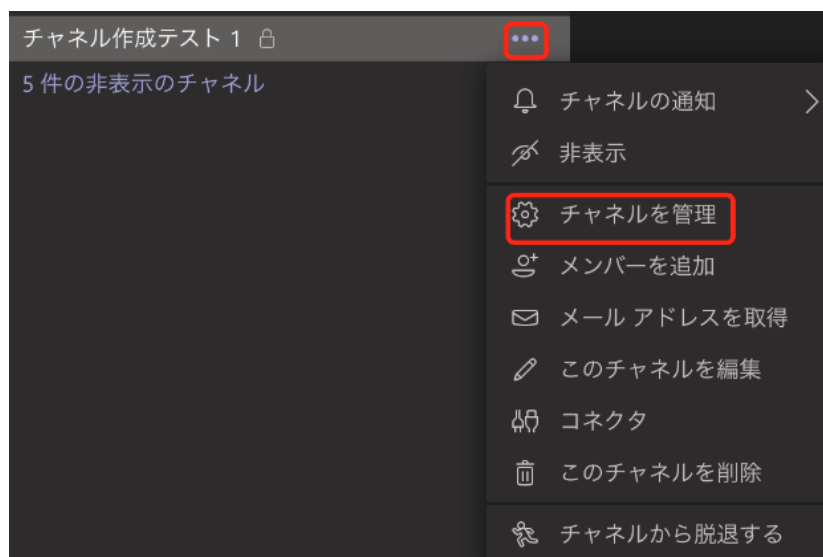 チャネル作成テスト 1
5 件の非表示のチャネル
チャネルの通知
非表示
チャネルを管理
メンバーを追加
メール アドレスを取得
このチャネルを編集
コネクタ
このチャネルを削除
チャネルから脱退する